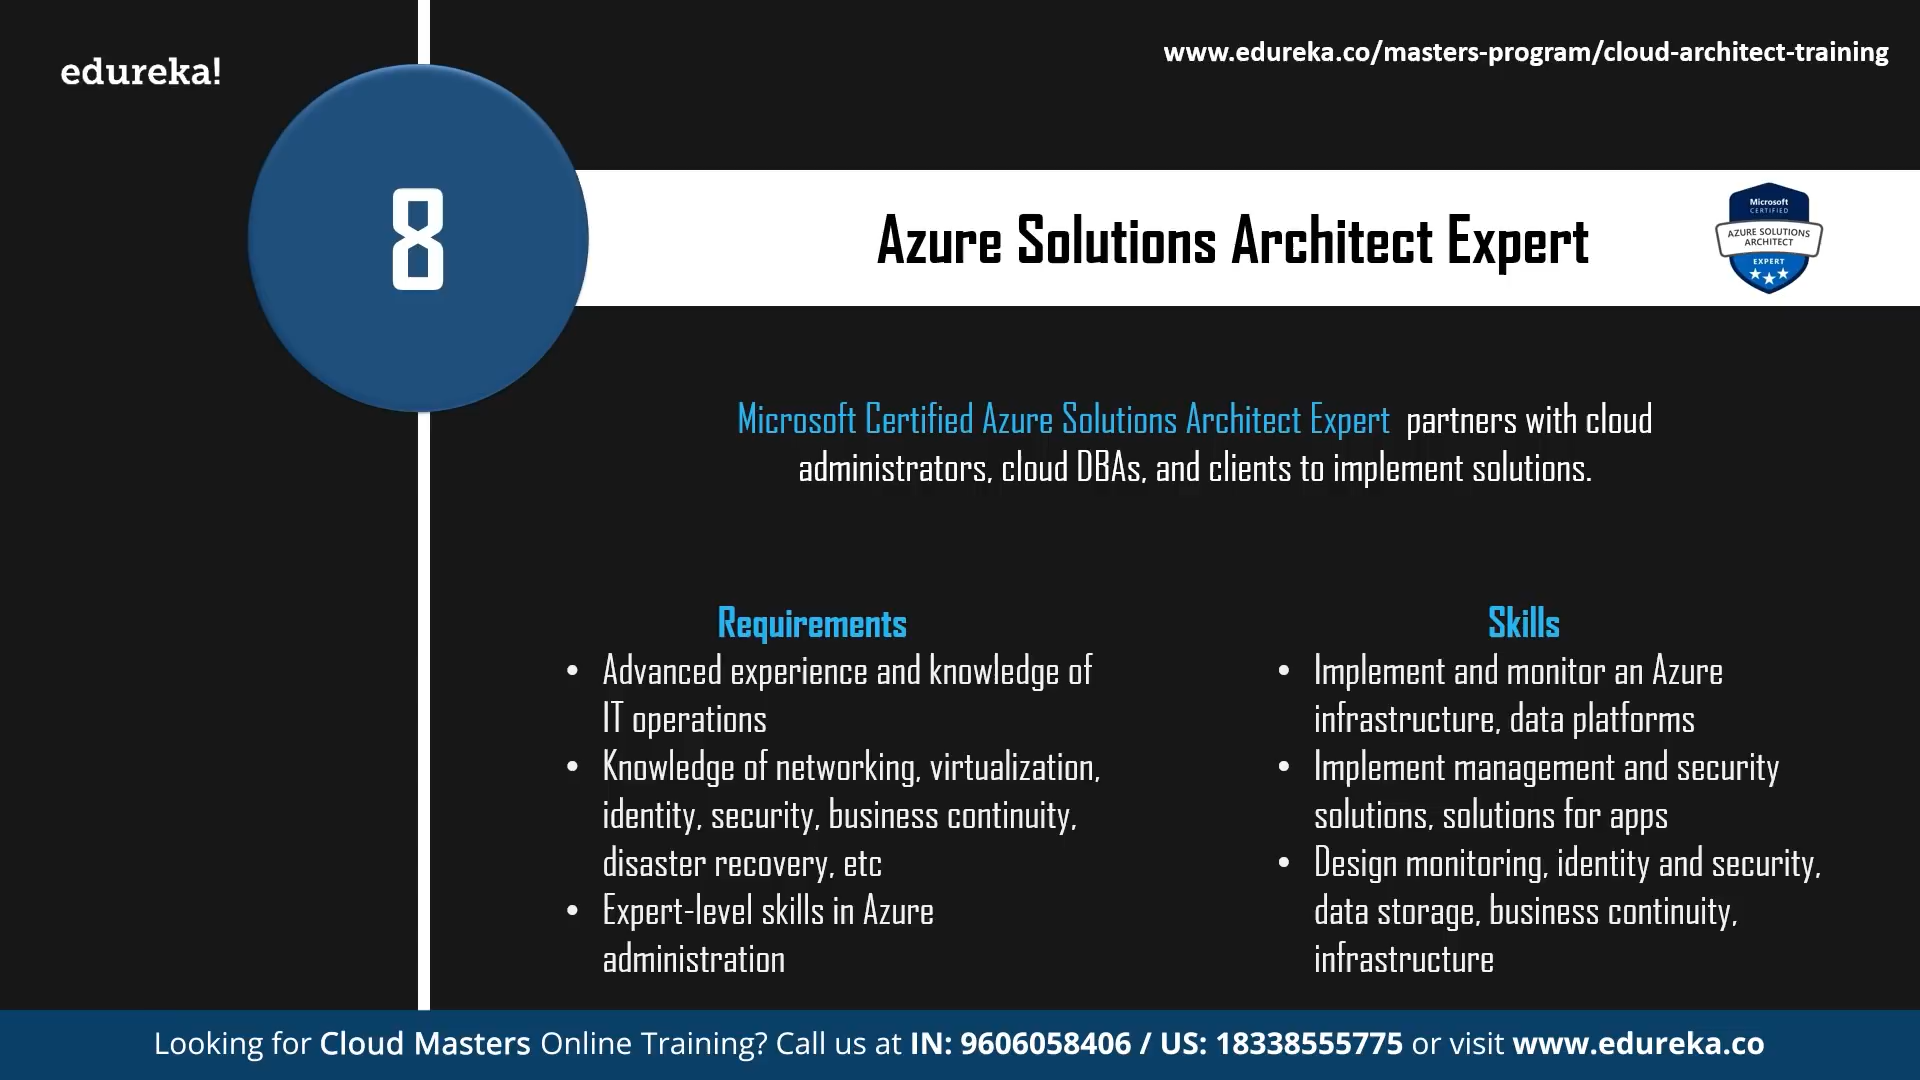 edureka!
www.edureka.co/masters-program/cloud-architect-training
8
Azure Solutions Architect Expert
Microsoft
CERTIFIED
AZURE SOLUTIONS
ARCHITECT
EXPERT
Microsoft Certified Azure Solutions Architect Expert partners with cloud
administrators, cloud DBAs, and clients to implement solutions.
Requirements
• Advanced experience and knowledge of
IT operations
• Knowledge of networking, virtualization,
identity, security, business continuity,
disaster recovery, etc
• Expert-level skills in Azure
administration
Skills
• Implement and monitor an Azure
infrastructure, data platforms
• Implement management and security
solutions, solutions for apps
• Design monitoring, identity and security,
data storage, business continuity,
infrastructure
Looking for Cloud Masters Online Training? Call us at IN: 9606058406 / US: 18338555775 or visit www.edureka.co